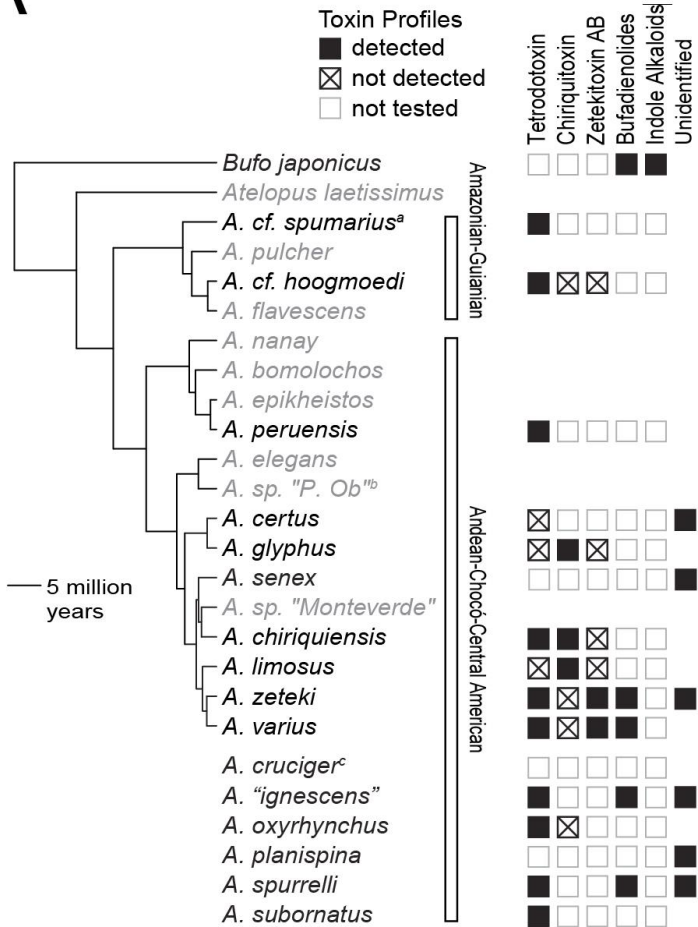 Toxin Profiles
detected
not detected
not tested
Tetrodotoxin
Chiriquitoxin
Zetekitoxin AB
Bufadienolides
Indole Alkaloids
Unidentified
Bufo japonicus
Atelopus laetissimus
A. cf. spumariusᵃ
A. pulcher
A. cf. hoogmoedi
A. flavescens
Amazonian-Guianian
A. nanay
A. bomolochos
A. epikheistos
A. peruensis
A. elegans
A. sp. "P. Ob"ᵇ
A. certus
A. glyphus
A. senex
A. sp. "Monteverde"
A. chiriquiensis
A. limosus
A. zeteki
A. varius
A. crucigerᶜ
A. “ignescens”
A. oxyrhynchus
A. planispina
A. spurrelli
A. subornatus
Andean-Chocó-Central American
5 million
years